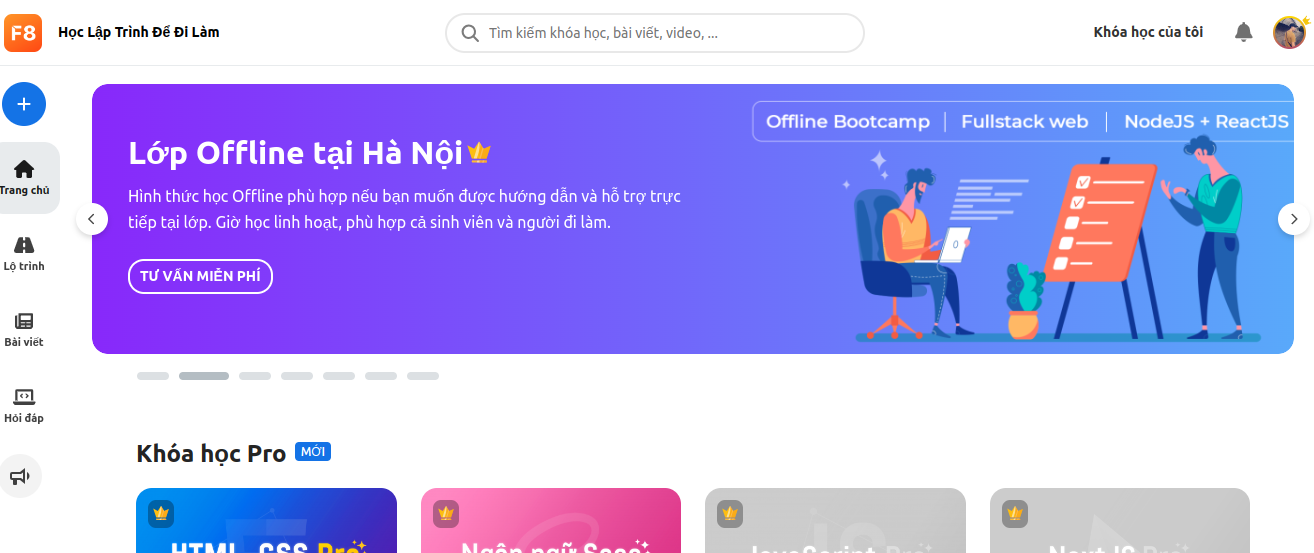 F8 Học Lập Trình Để Đi Làm
Tìm kiếm khóa học, bài viết, video, ...
Khóa học của tôi
Trang chủ
Lộ trình
Bài viết
Hỏi đáp
Lớp Offline tại Hà Nội
Hình thức học Offline phù hợp nếu bạn muốn được hướng dẫn và hỗ trợ trực
tiếp tại lớp. Giờ học linh hoạt, phù hợp cả sinh viên và người đi làm.
TƯ VẤN MIỄN PHÍ
Offline Bootcamp | Fullstack web | NodeJS + ReactJS
0
Khóa học Pro MỚI
HTML, CSS Pro
Ngôn ngữ Sass
JavaScript Pro
Next JS Pro